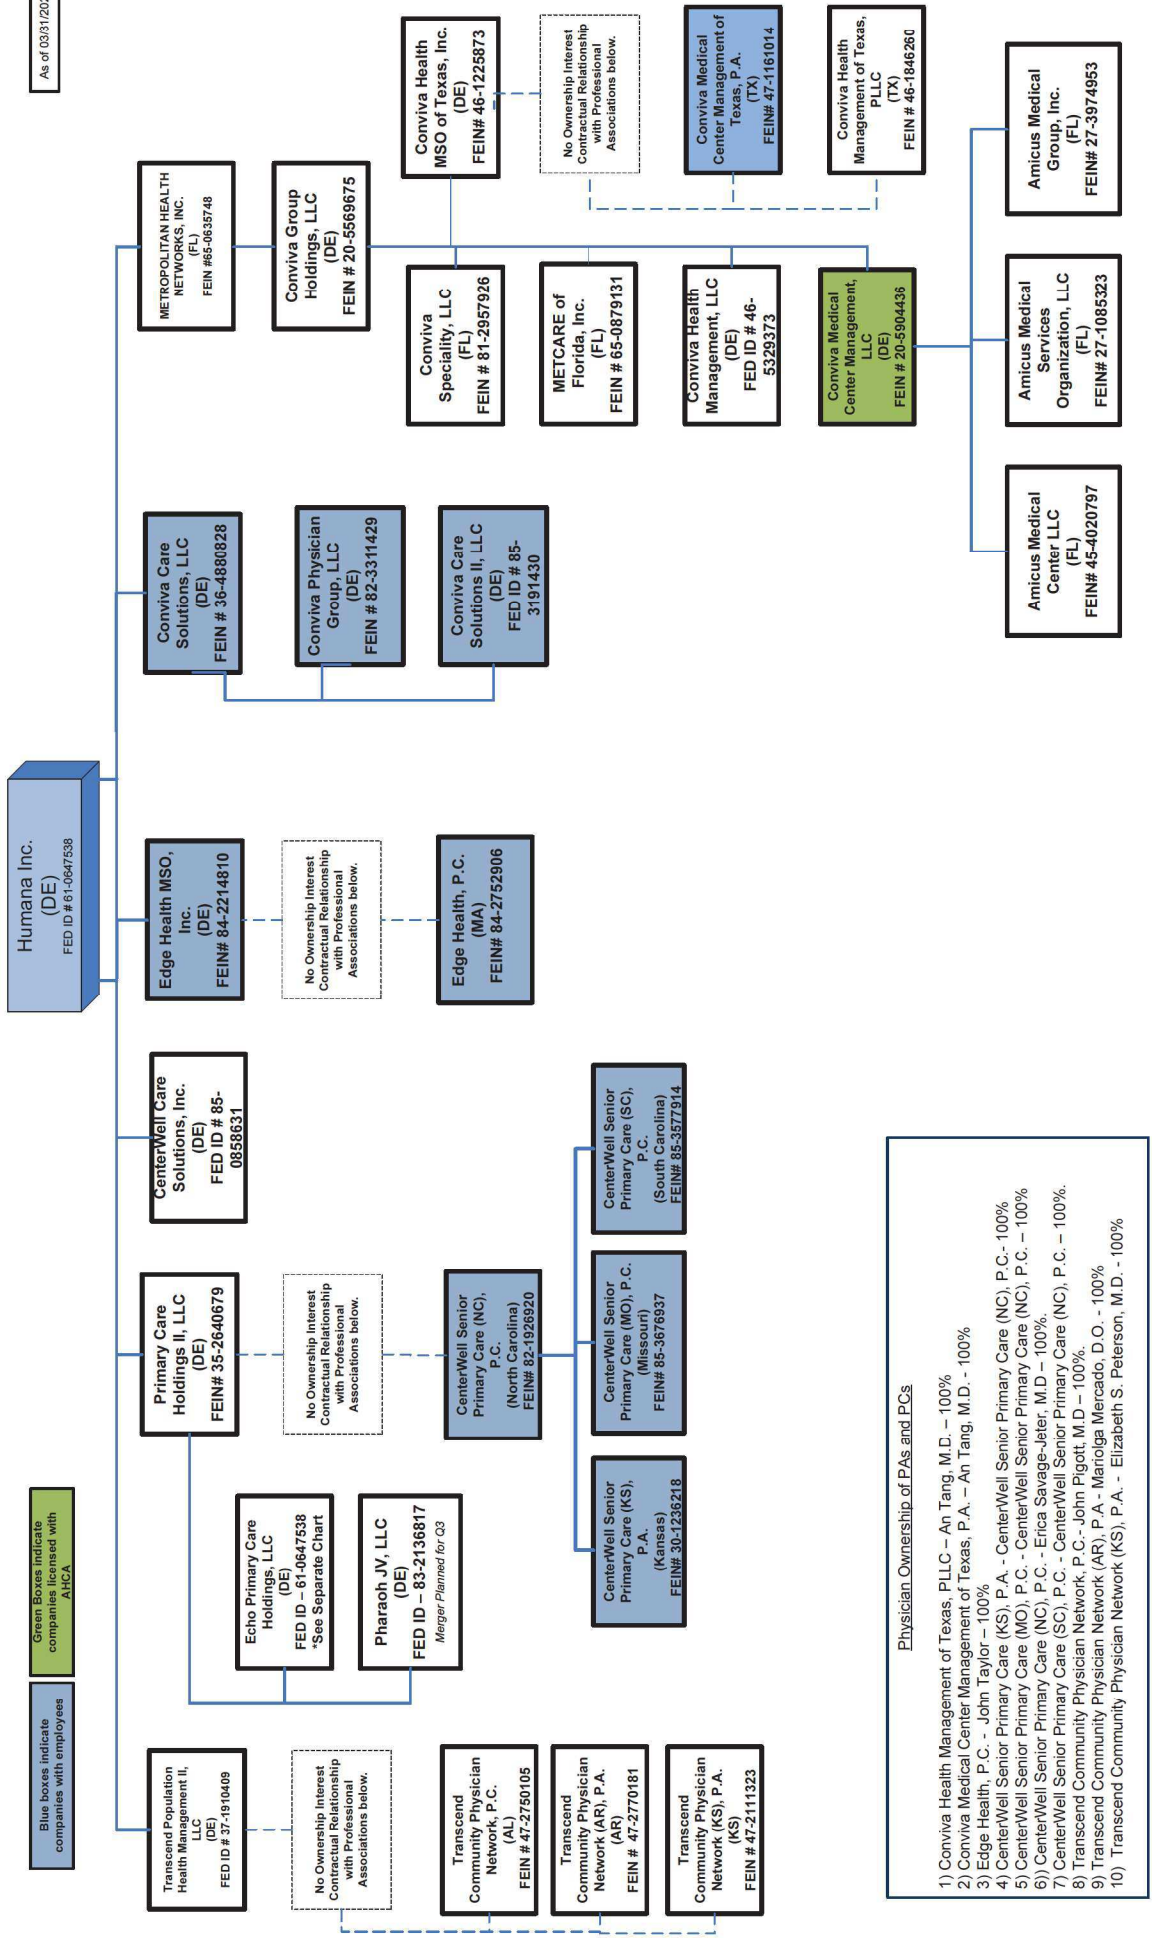 As of 03/31/202
Blue boxes indicate
companies with employees
Green Boxes indicate
companies licensed with
AHCA
Humana Inc.
(DE)
FED ID # 61-0647538
Transcend Population
Health Management II,
LLC
(DE)
FED ID # 37-1910409
No Ownership Interest
Contractual Relationship
with Professional
Associations below.
Transcend
Community Physician
Network, P.C.
(AL)
FEIN # 47-2750105
Transcend
Community Physician
Network (AR), P.A.
(AR)
FEIN # 47-2770181
Transcend
Community Physician
Network (KS), P.A.
(KS)
FEIN # 47-2111323
Primary Care
Holdings II, LLC
(DE)
FEIN# 35-2640679
Echo Primary Care
Holdings, LLC
(DE)
FED ID – 61-0647538
*See Separate Chart
Pharaoh JV, LLC
(DE)
FED ID – 83-2136817
Merger Planned for Q3
No Ownership Interest
Contractual Relationship
with Professional
Associations below.
CenterWell Senior
Primary Care (NC),
P.C.
(North Carolina)
FEIN# 82-1926920
CenterWell Senior
Primary Care (KS),
P.A.
(Kansas)
FEIN# 30-1236218
CenterWell Senior
Primary Care (MO), P.C.
(Missouri)
FEIN# 85-3676937
CenterWell Senior
Primary Care (SC),
P.C.
(South Carolina)
FEIN# 85-3577914
CenterWell Care
Solutions, Inc.
(DE)
FED ID # 85-
0858631
Edge Health MSO,
Inc.
(DE)
FEIN# 84-2214810
No Ownership Interest
Contractual Relationship
with Professional
Associations below.
Edge Health, P.C.
(MA)
FEIN# 84-2752906
Conviva Care
Solutions, LLC
(DE)
FEIN # 36-4880828
Conviva Physician
Group, LLC
(DE)
FEIN # 82-3311429
Conviva Care
Solutions II, LLC
(DE)
FED ID # 85-
3191430
METROPOLITAN HEALTH
NETWORKS, INC.
(FL)
FEIN #65-0635748
Conviva Group
Holdings, LLC
(DE)
FEIN # 20-5569675
Conviva
Speciality, LLC
(FL)
FEIN # 81-2957926
METCARE of
Florida, Inc.
(FL)
FEIN # 65-0879131
Conviva Health
Management, LLC
(DE)
FED ID # 46-
5329373
Conviva Medical
Center Management,
LLC
(DE)
FEIN # 20-5904436
Conviva Health
MSO of Texas, Inc.
(DE)
FEIN# 46-1225873
No Ownership Interest
Contractual Relationship
with Professional
Associations below.
Conviva Medical
Center Management of
Texas, P.A.
(TX)
FEIN# 47-1161014
Conviva Health
Management of Texas,
PLLC
(TX)
FEIN # 46-1846260
Amicus Medical
Center LLC
(FL)
FEIN# 45-4020797
Amicus Medical
Services
Organization, LLC
(FL)
FEIN# 27-1085323
Amicus Medical
Group, Inc.
(FL)
FEIN# 27-3974953
Physician Ownership of PAs and PCs
1) Conviva Health Management of Texas, PLLC – An Tang, M.D. – 100%
2) Conviva Medical Center Management of Texas, P.A. – An Tang, M.D. - 100%
3) Edge Health, P.C. - John Taylor – 100%
4) CenterWell Senior Primary Care (KS), P.A. - CenterWell Senior Primary Care (NC), P.C.- 100%
5) CenterWell Senior Primary Care (MO), P.C. - CenterWell Senior Primary Care (NC), P.C. – 100%
6)) CenterWell Senior Primary Care (NC), P.C. - Erica Savage-Jeter, M.D – 100%.
7) CenterWell Senior Primary Care (SC), P.C. - CenterWell Senior Primary Care (NC), P.C. – 100%.
8) Transcend Community Physician Network, P.C.- John Pigott, M.D – 100%.
9) Transcend Community Physician Network (AR), P.A - Mariolga Mercado, D.O. - 100%
10) Transcend Community Physician Network (KS), P.A. - Elizabeth S. Peterson, M.D. - 100%